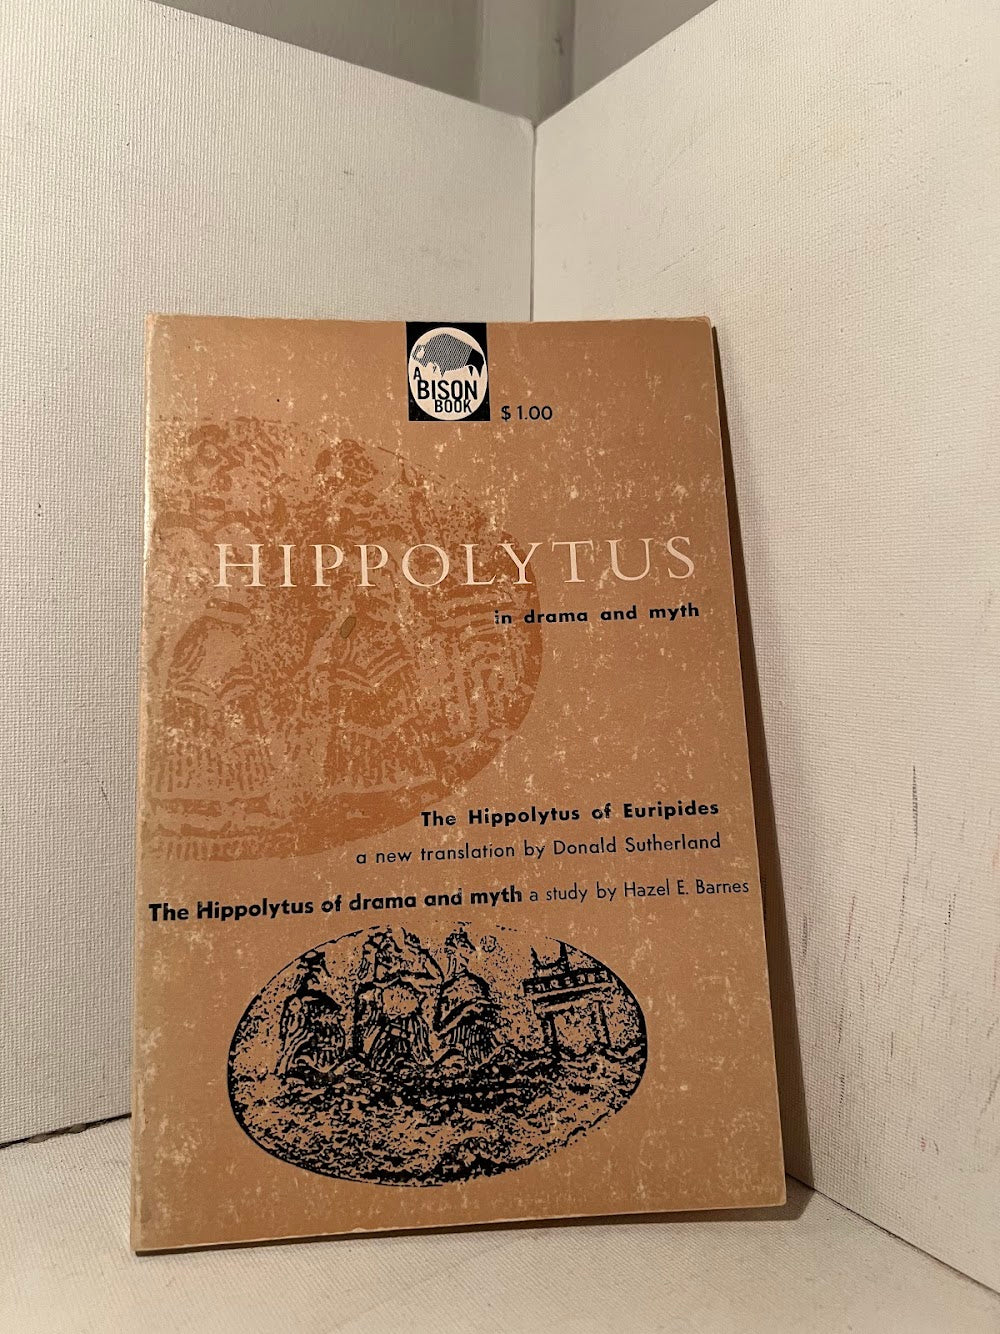 A
BISON
BOOK
$1.00
HIPPOLYTUS
in drama and myth
The Hippolytus of Euripides
a new translation by Donald Sutherland
The Hippolytus of drama and myth a study by Hazel E. Barnes